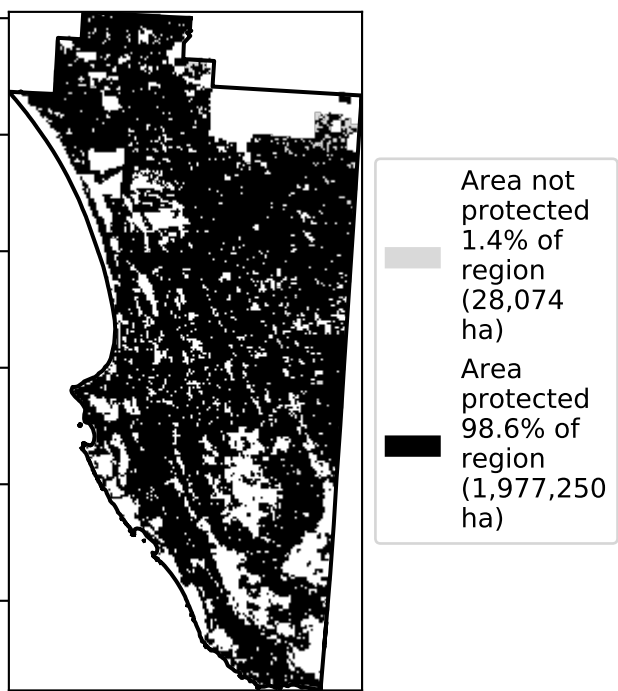 Area not
protected
1.4% of
region
(28,074
ha)
Area
protected
98.6% of
region
(1,977,250
ha)